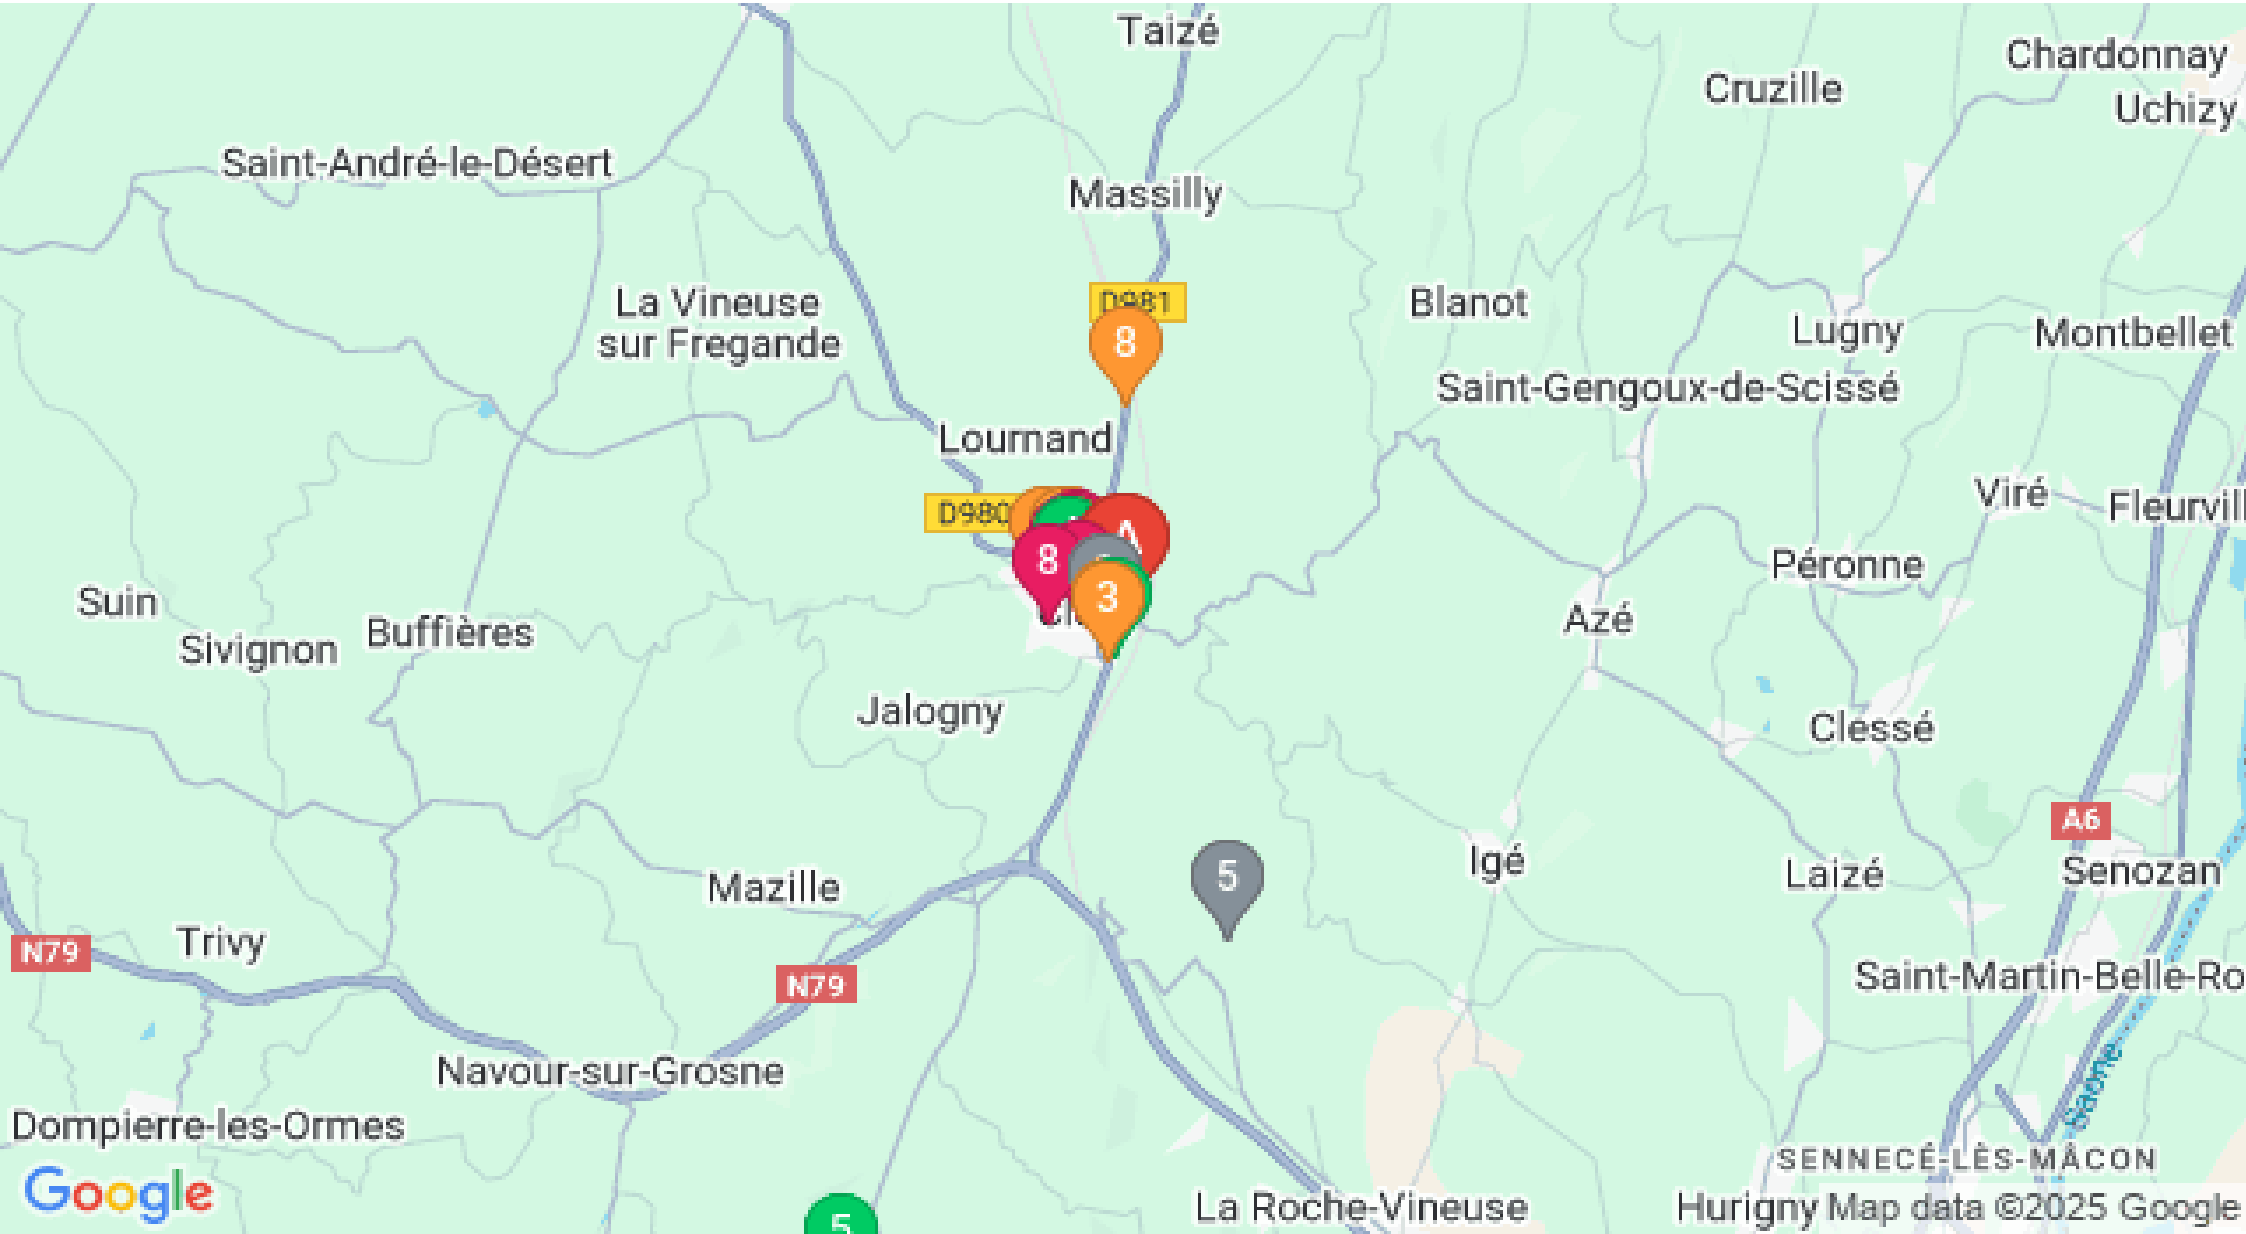 Taizé
Chardonnay
Cruzille
Uchizy
Saint-André-le-Désert
Massilly
La Vineuse
sur Fregande
D981
Blanot
Lugny
Montbellet
8
Saint-Gengoux-de-Scissé
Lournand
Viré
D980
A
8
Péronne
3
Suin
Azé
Buffières
Sivignon
Jalogny
Clessé
A6
Igé
5
Laizé
Senozan
Mazille
Trivy
N79
N79
Saint-Martin-Belle-Ro
Navour-sur-Grosne
Saône
Dompierre-les-Ormes
SENNECÉ-LÈS-MÂCON
Google
La Roche-Vineuse
Hurigny Map data ©2025 Google
5